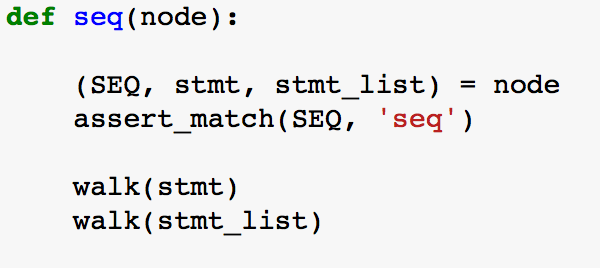 def seq(node):
    (SEQ, stmt, stmt_list) = node
    assert_match(SEQ, 'seq')
    walk(stmt)
    walk(stmt_list)